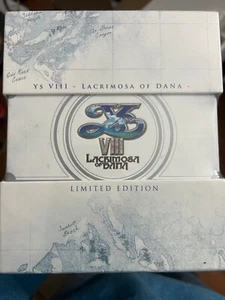 Ys VIII - Lacrimosa of Dana -
Ys
VIII
LACRIMOSA
OF DANA
LIMITED EDITION